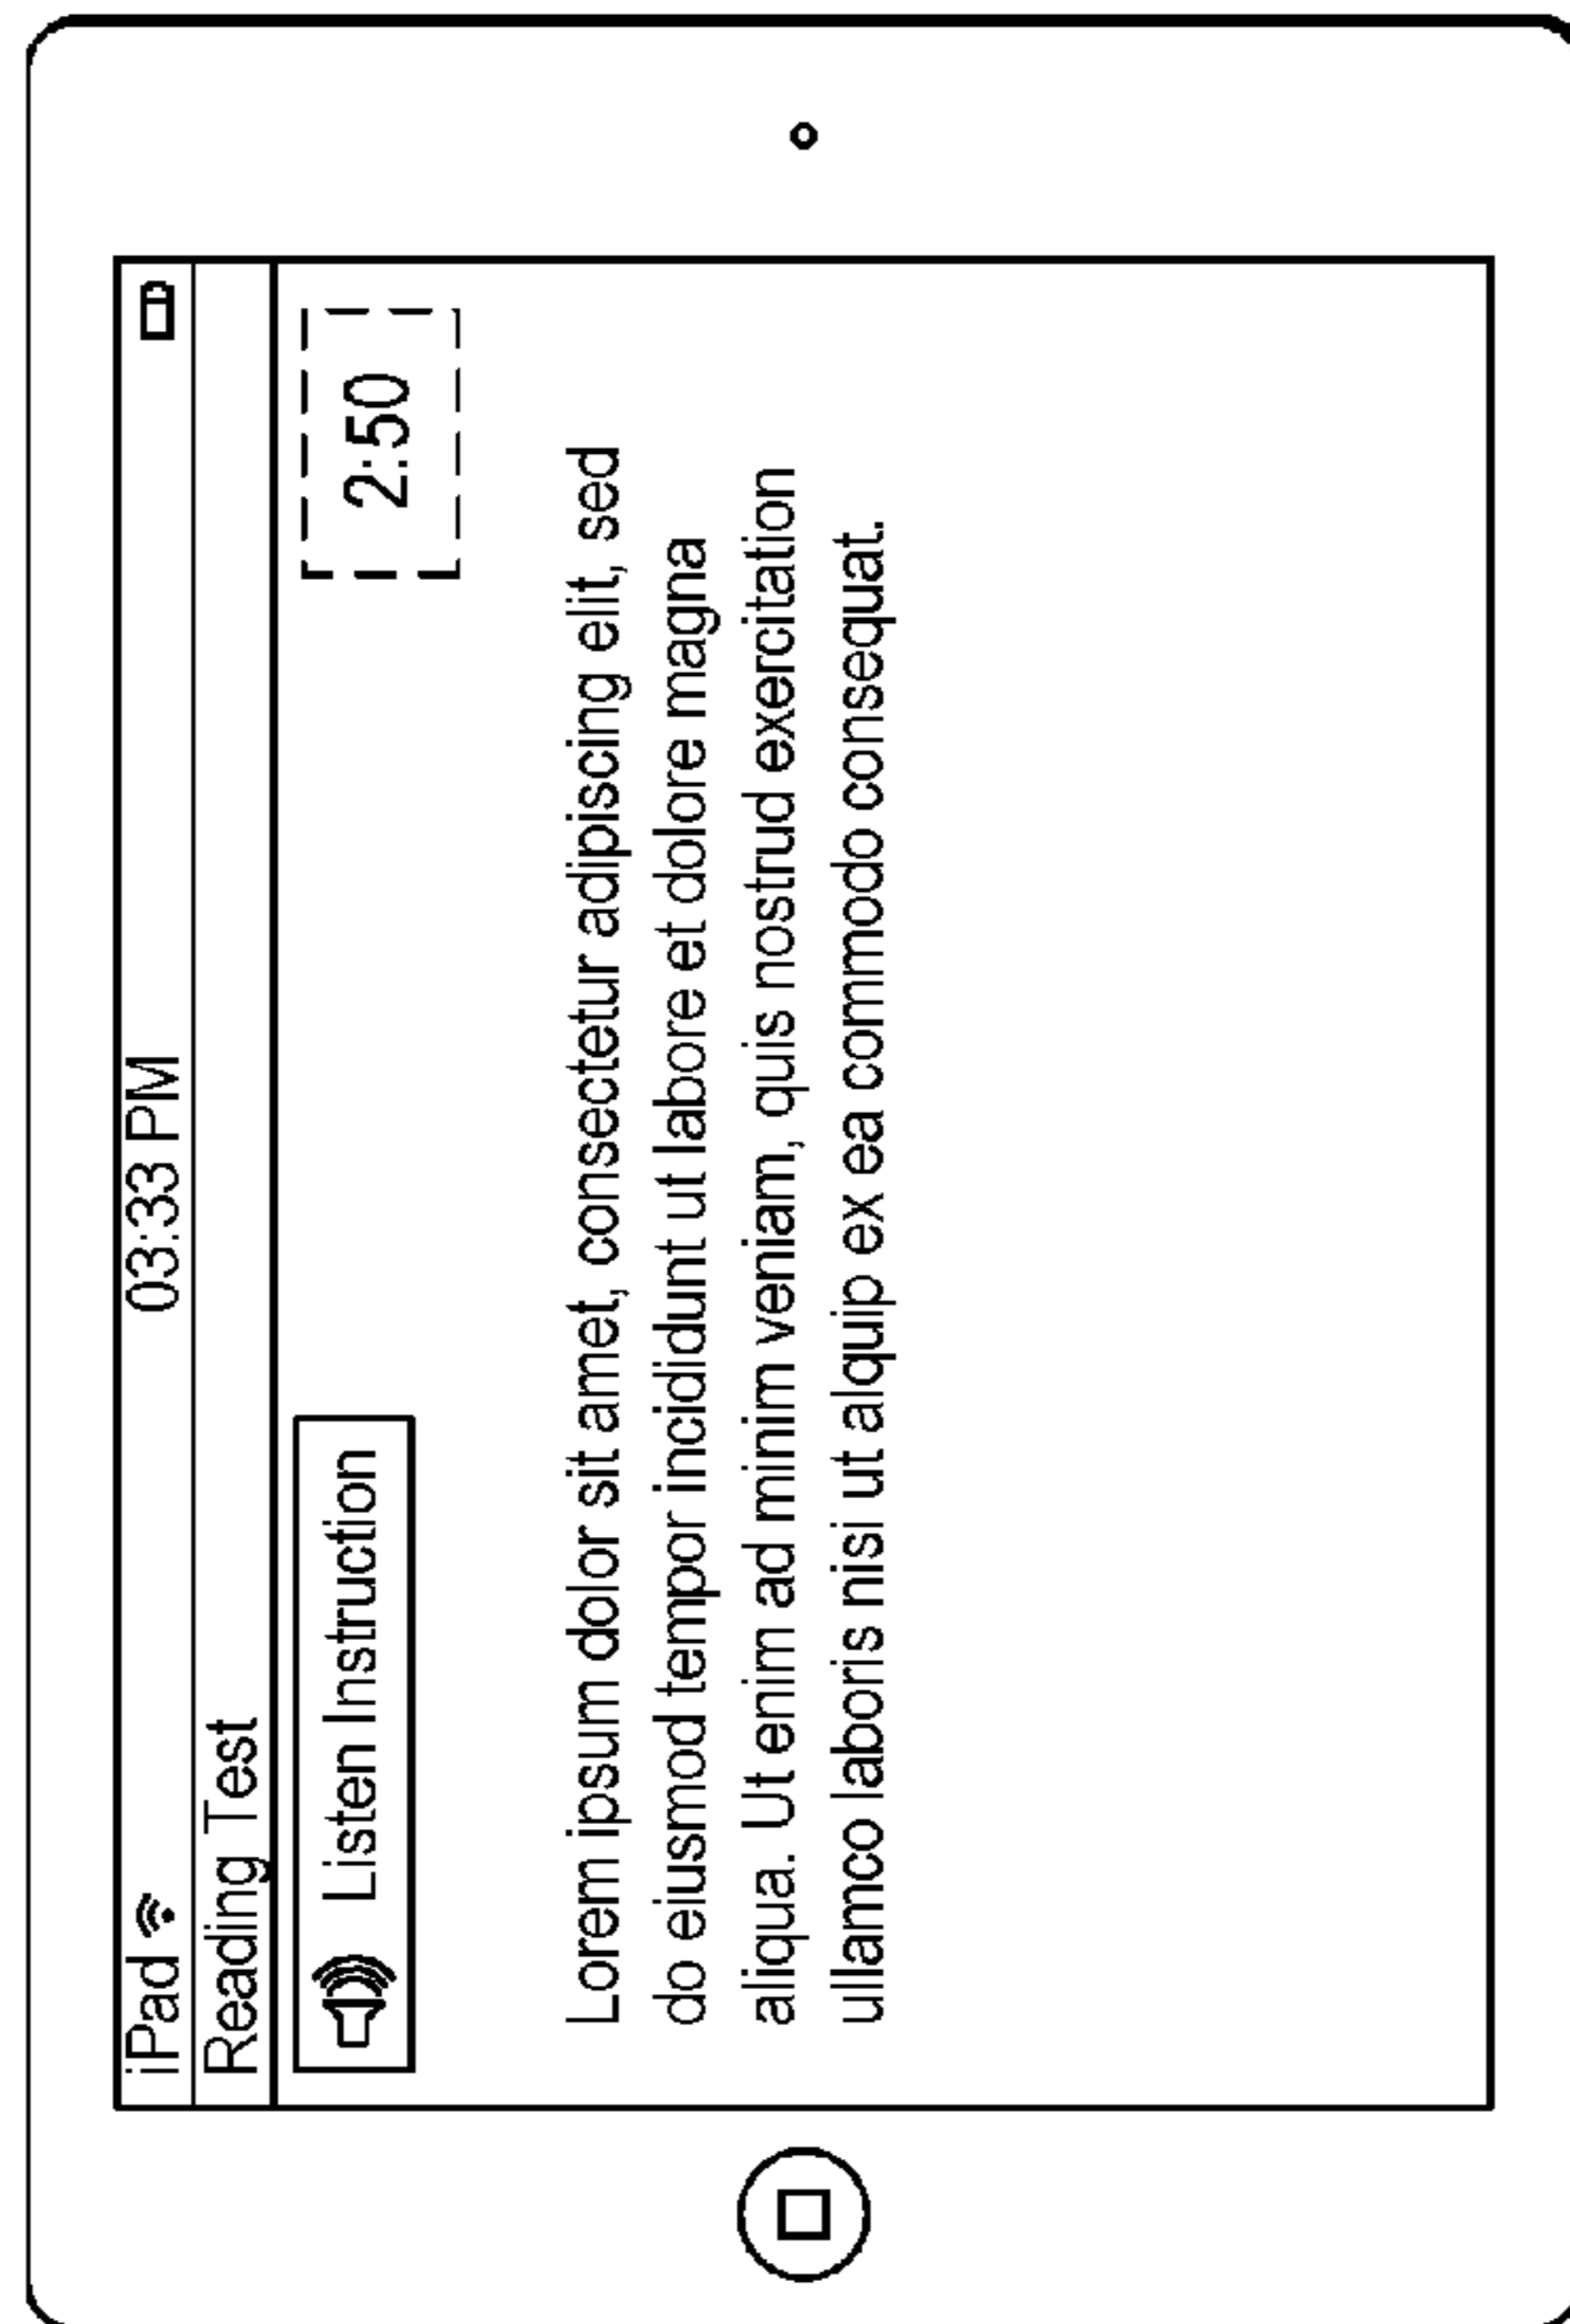 iPad 03:33 PM
Reading Test
Listen Instruction
2:50
Lorem ipsum dolor sit amet, consectetur adipiscing elit, sed
do eiusmod tempor incididunt ut labore et dolore magna
aliqua. Ut enim ad minim veniam, quis nostrud exercitation
ullamco laboris nisi ut alquip ex ea commodo consequat.